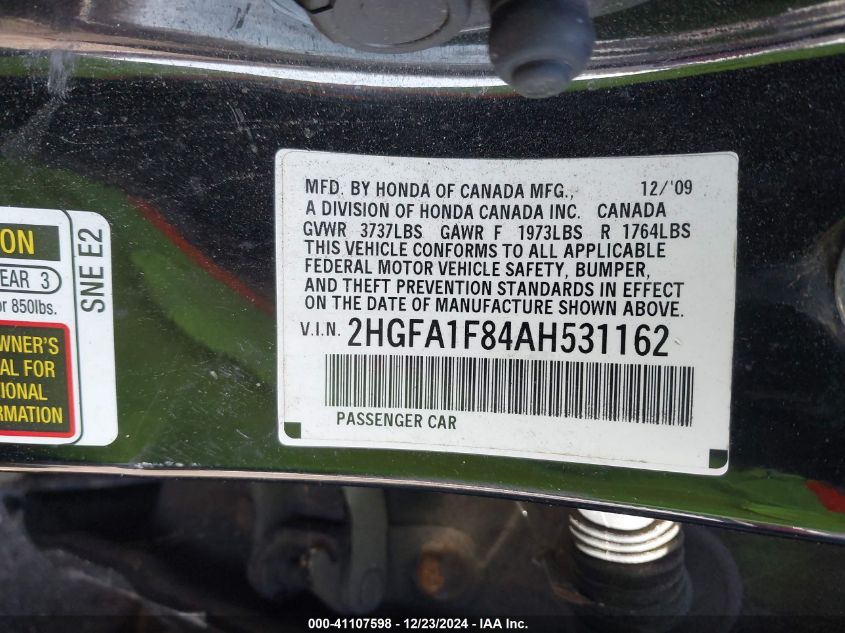 MFD. BY HONDA OF CANADA MFG., 12/'09
A DIVISION OF HONDA CANADA INC. CANADA
GVWR 3737LBS GAWR F 1973LBS R 1764LBS
THIS VEHICLE CONFORMS TO ALL APPLICABLE
FEDERAL MOTOR VEHICLE SAFETY, BUMPER,
AND THEFT PREVENTION STANDARDS IN EFFECT
ON THE DATE OF MANUFACTURE SHOWN ABOVE.
V.I.N. 2HGFA1F84AH531162
PASSENGER CAR
ON
EAR 3
or 850lbs.
WNER'S
AL FOR
TIONAL
RMATION
SNE E2
000-41107598 - 12/23/2024 - IAA Inc.